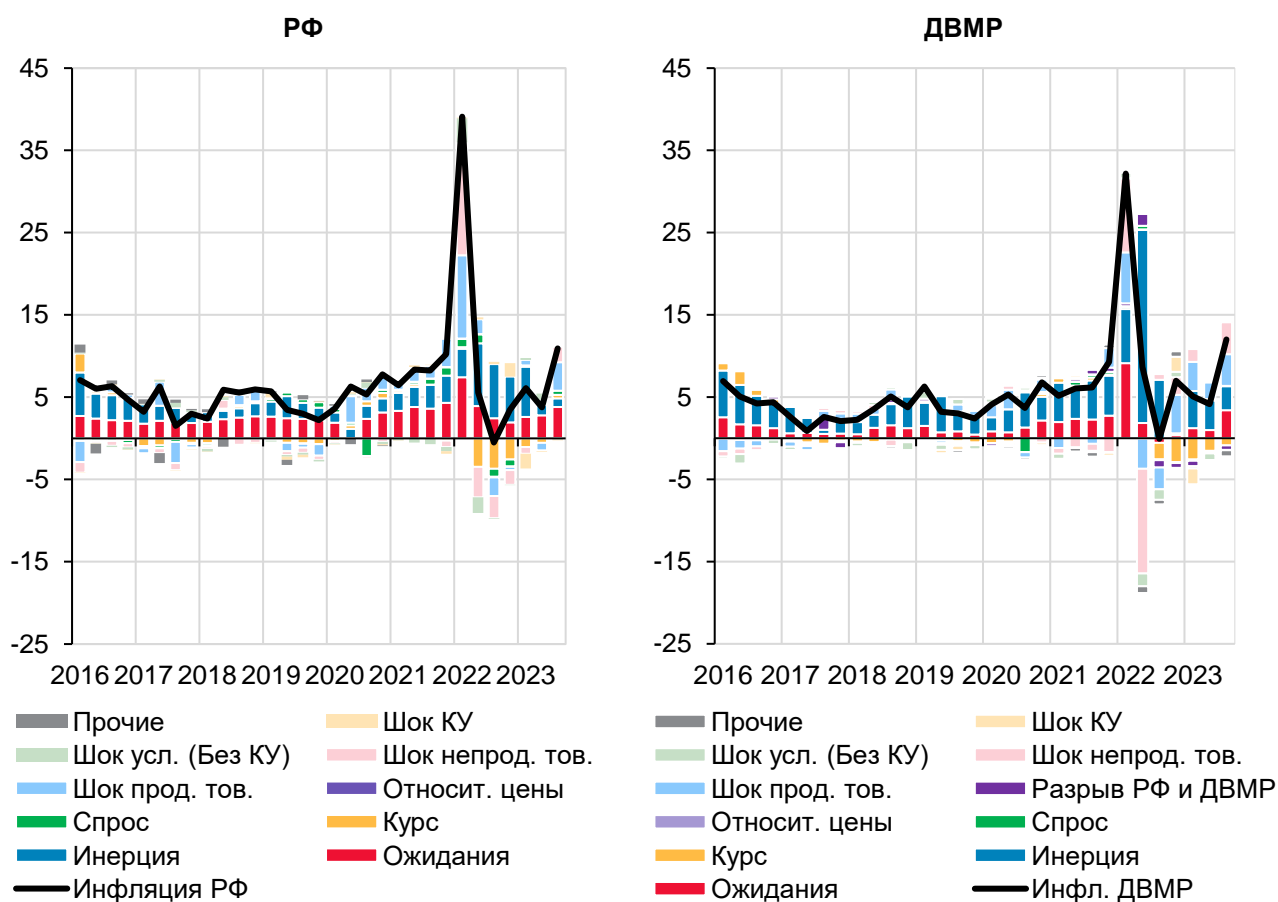 РФ
45
35
25
15
5
-5
-15
-25
2016 2017 2018 2019 2020 2021 2022 2023
Прочие
Шок КУ
Шок усл. (Без КУ)
Шок непрод. тов.
Шок прод. тов.
Относит. цены
Спрос
Курс
Инерция
Ожидания
Инфляция РФ
ДВМР
45
35
25
15
5
-5
-15
-25
2016 2017 2018 2019 2020 2021 2022 2023
Прочие
Шок КУ
Шок усл. (Без КУ)
Шок непрод. тов.
Шок прод. тов.
Разрыв РФ и ДВМР
Относит. цены
Спрос
Курс
Инерция
Ожидания
Инфл. ДВМР